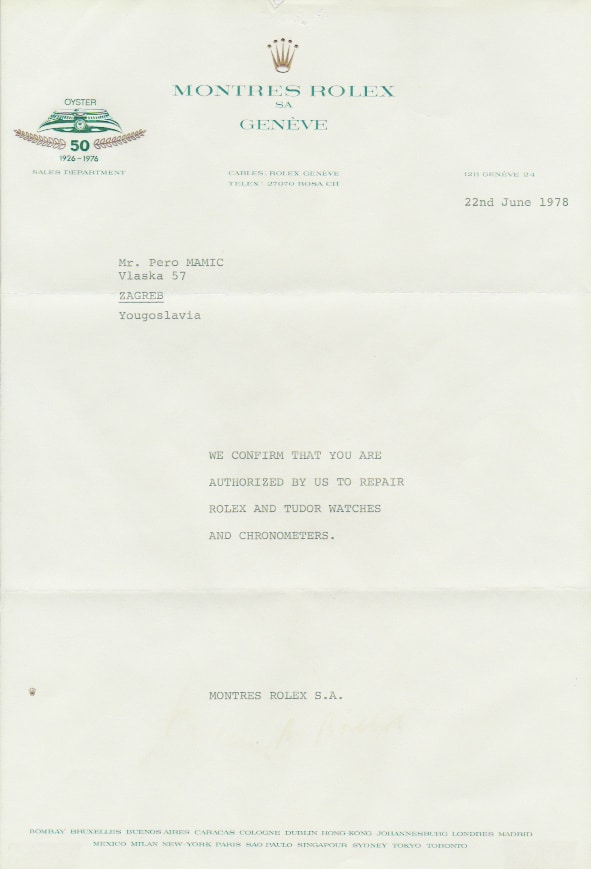 MONTRES ROLEX
SA
GENÈVE
OYSTER
50
1926-1976
SALES DEPARTMENT
CABLES: ROLEX GENÈVE
TELEX: 27070 ROSA CH
1211 GENÈVE 24
22nd June 1978
Mr. Pero MAMIC
Vlaska 57
ZAGREB
Yougoslavia
WE CONFIRM THAT YOU ARE
AUTHORIZED BY US TO REPAIR
ROLEX AND TUDOR WATCHES
AND CHRONOMETERS.
MONTRES ROLEX S.A.
BOMBAY BRUXELLES BUENOS AIRES CARACAS COLOGNE DUBLIN HONG-KONG JOHANNESBURG LONDRES MADRID
MEXICO MILAN NEW-YORK PARIS SAO PAULO SINGAPOUR SYDNEY TOKYO TORONTO